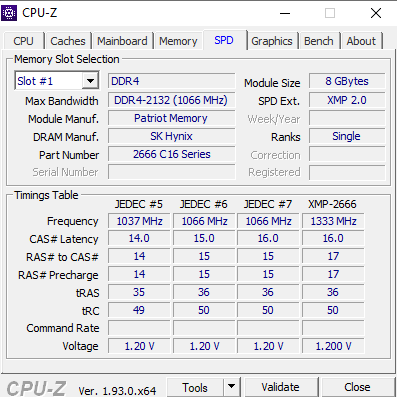 CPU-Z
CPU Caches Mainboard Memory SPD Graphics Bench About
Memory Slot Selection
Slot #1 DDR4 Module Size 8 GBytes
Max Bandwidth DDR4-2132 (1066 MHz) SPD Ext. XMP 2.0
Module Manuf. Patriot Memory Week/Year
DRAM Manuf. SK Hynix Ranks Single
Part Number 2666 C16 Series Correction
Serial Number Registered
Timings Table
JEDEC #5 JEDEC #6 JEDEC #7 XMP-2666
Frequency 1037 MHz 1066 MHz 1066 MHz 1333 MHz
CAS# Latency 14.0 15.0 16.0 16.0
RAS# to CAS# 14 15 15 17
RAS# Precharge 14 15 15 17
tRAS 35 36 36 36
tRC 49 50 50 50
Command Rate
Voltage 1.20 V 1.20 V 1.20 V 1.200 V
CPU-Z Ver. 1.93.0.x64 Tools Validate Close